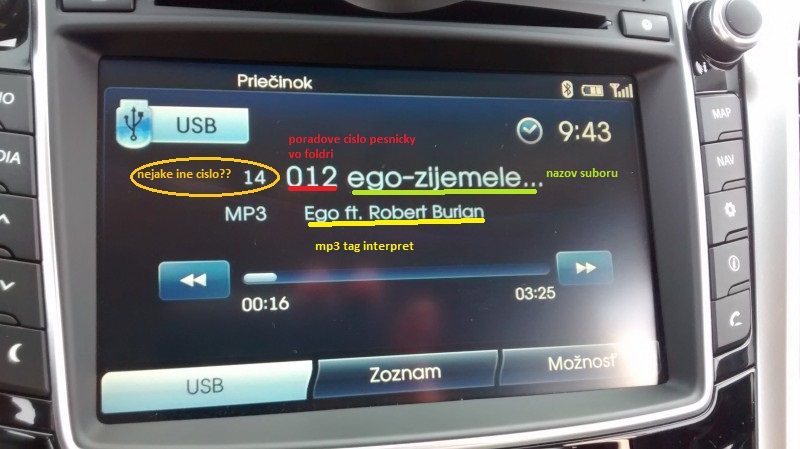 Priečinok
USB
9:43
poradove cislo pesnicky
vo foldri
nejake ine cislo??
14
012 ego-zijemele...
nazov suboru
MP3
Ego ft. Robert Burian
mp3 tag interpret
00:16
03:25
USB
Zoznam
Možnosť
MAP
NAV